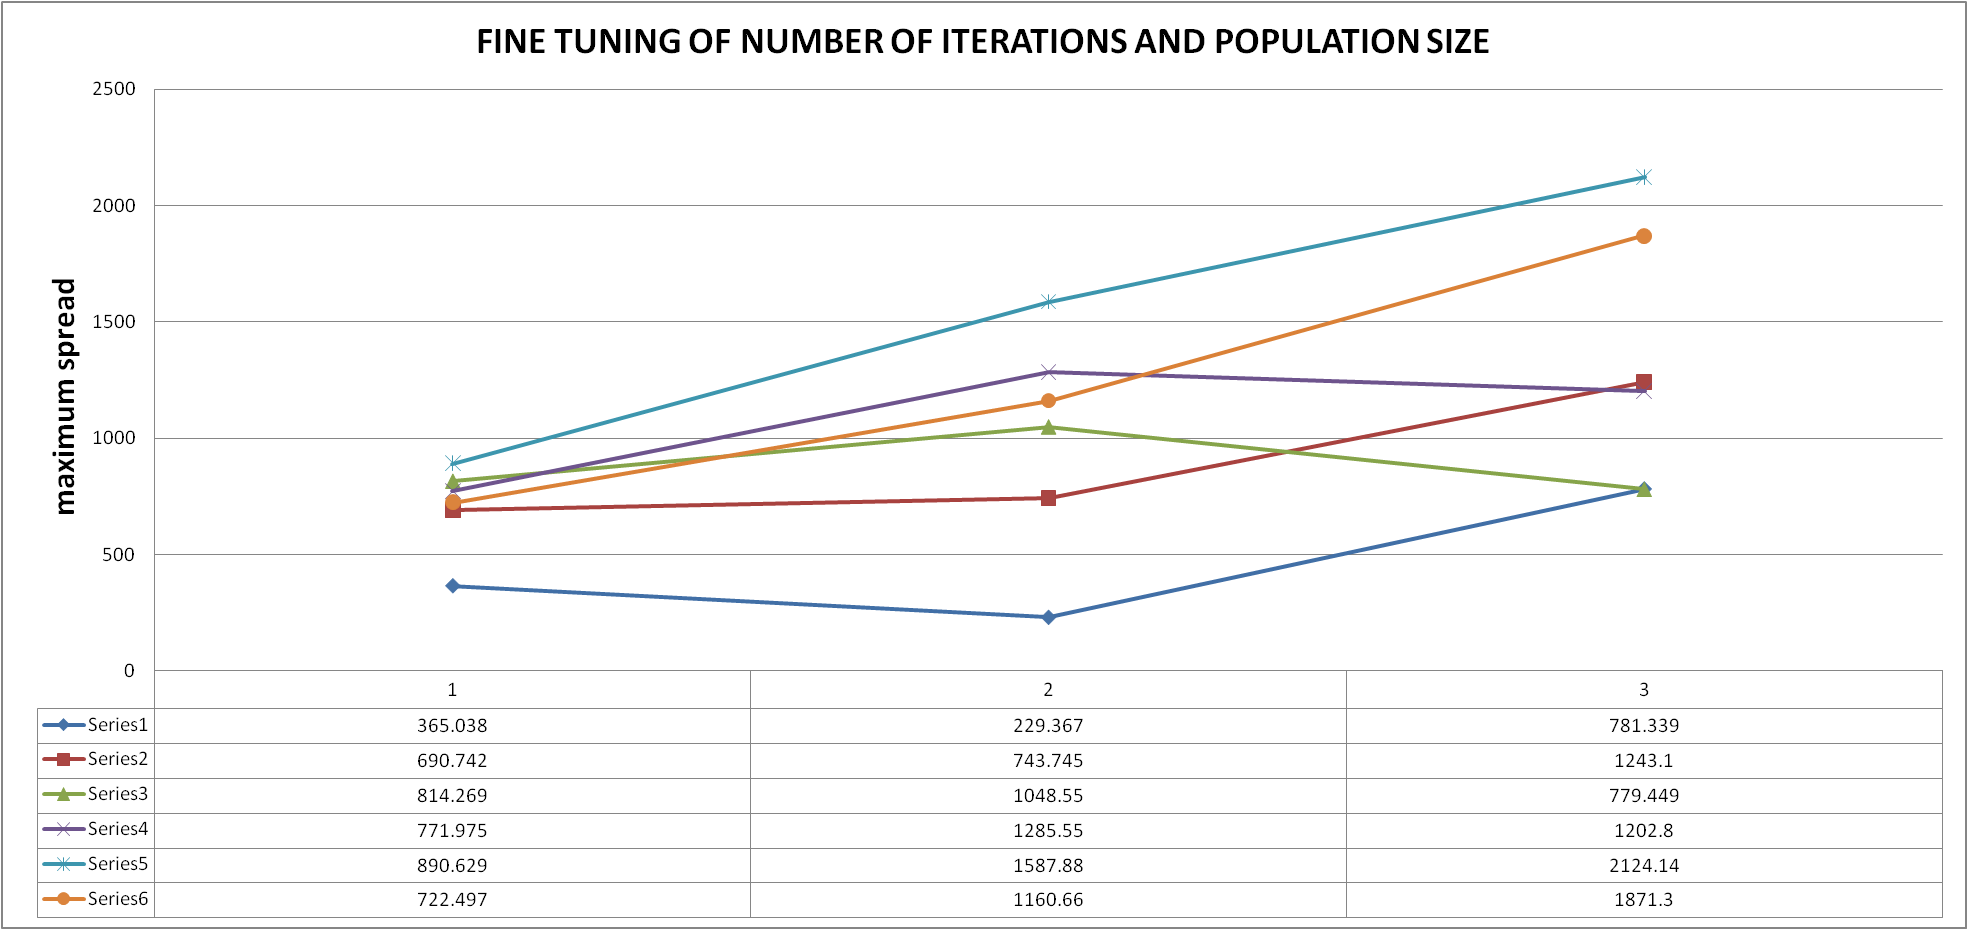 FINE TUNING OF NUMBER OF ITERATIONS AND POPULATION SIZE
2500
2000
1500
1000
500
0
maximum spread
1 2 3
Series1 365.038 229.367 781.339
Series2 690.742 743.745 1243.1
Series3 814.269 1048.55 779.449
Series4 771.975 1285.55 1202.8
Series5 890.629 1587.88 2124.14
Series6 722.497 1160.66 1871.3